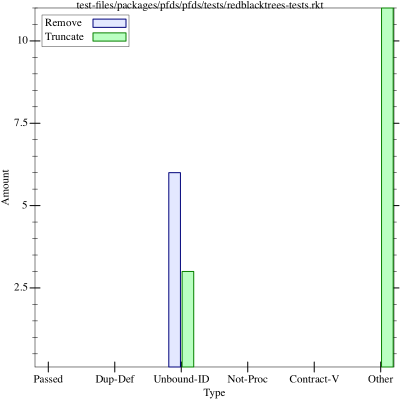 test-files/packages/pfds/pfds/tests/redblacktrees-tests.rkt
Remove
Truncate
10
7.5
5
2.5
Amount
Passed Dup-Def Unbound-ID Not-Proc Contract-V Other
Type